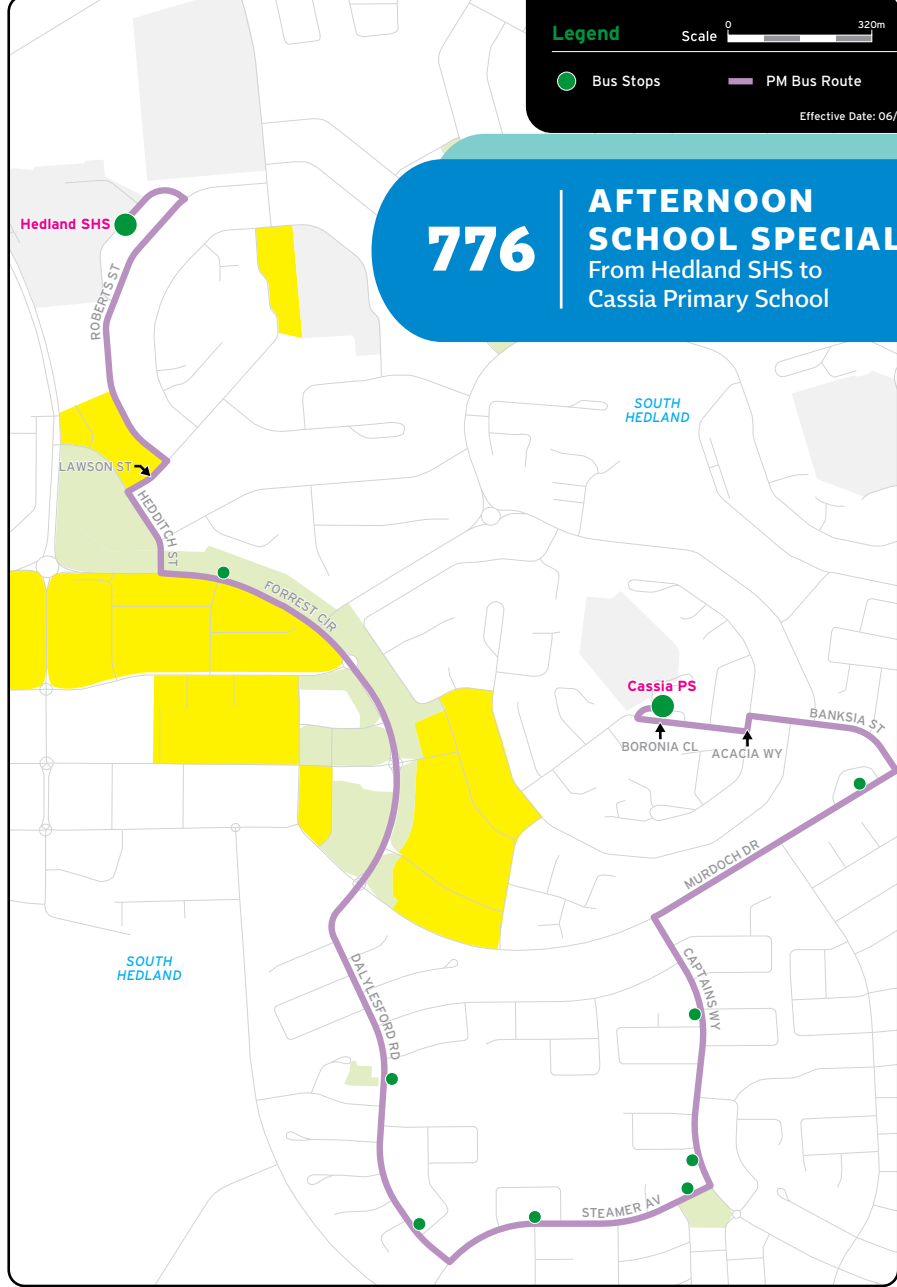 Legend
Scale
0
320m
Bus Stops
PM Bus Route
Effective Date: 06/
776
AFTERNOON
SCHOOL SPECIAL
From Hedland SHS to
Cassia Primary School
Hedland SHS
ROBERTS ST
SOUTH
HEDLAND
LAWSON ST
HEDDITCH ST
FORREST CIR
Cassia PS
BANKSIA ST
BORONIA CL
ACACIA WY
MURDOCH DR
SOUTH
HEDLAND
DALYLESFORD RD
CAPTAINS WY
STEAMER AV